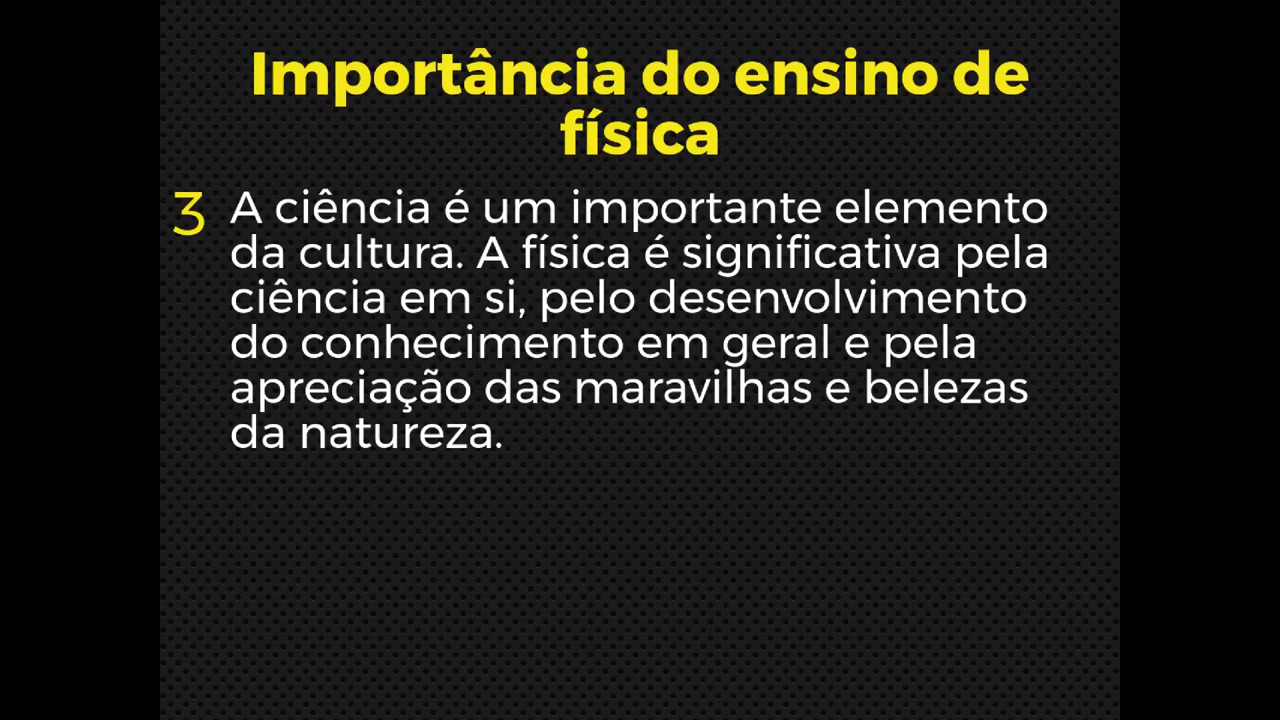 Importância do ensino de
física
3 A ciência é um importante elemento
da cultura. A física é significativa pela
ciência em si, pelo desenvolvimento
do conhecimento em geral e pela
apreciação das maravilhas e belezas
da natureza.